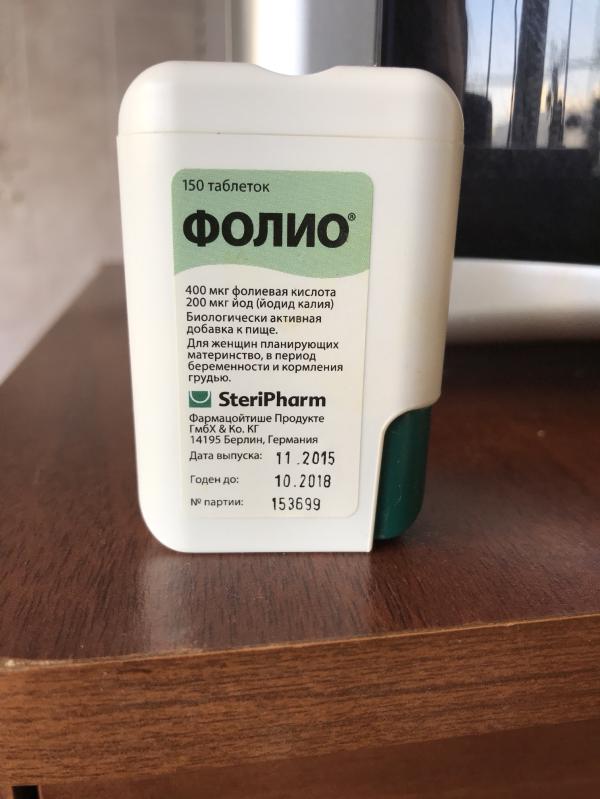 150 таблеток
ФОЛИО®
400 мкг фолиевая кислота
200 мкг йод (йодид калия)
Биологически активная
добавка к пище.
Для женщин планирующих
материнство, в период
беременности и кормления
грудью.
SteriPharm
Фармацойтише Продукте
ГмбХ & Ко. КГ
14195 Берлин, Германия
Дата выпуска: 11.2015
Годен до: 10.2018
№ партии: 153699